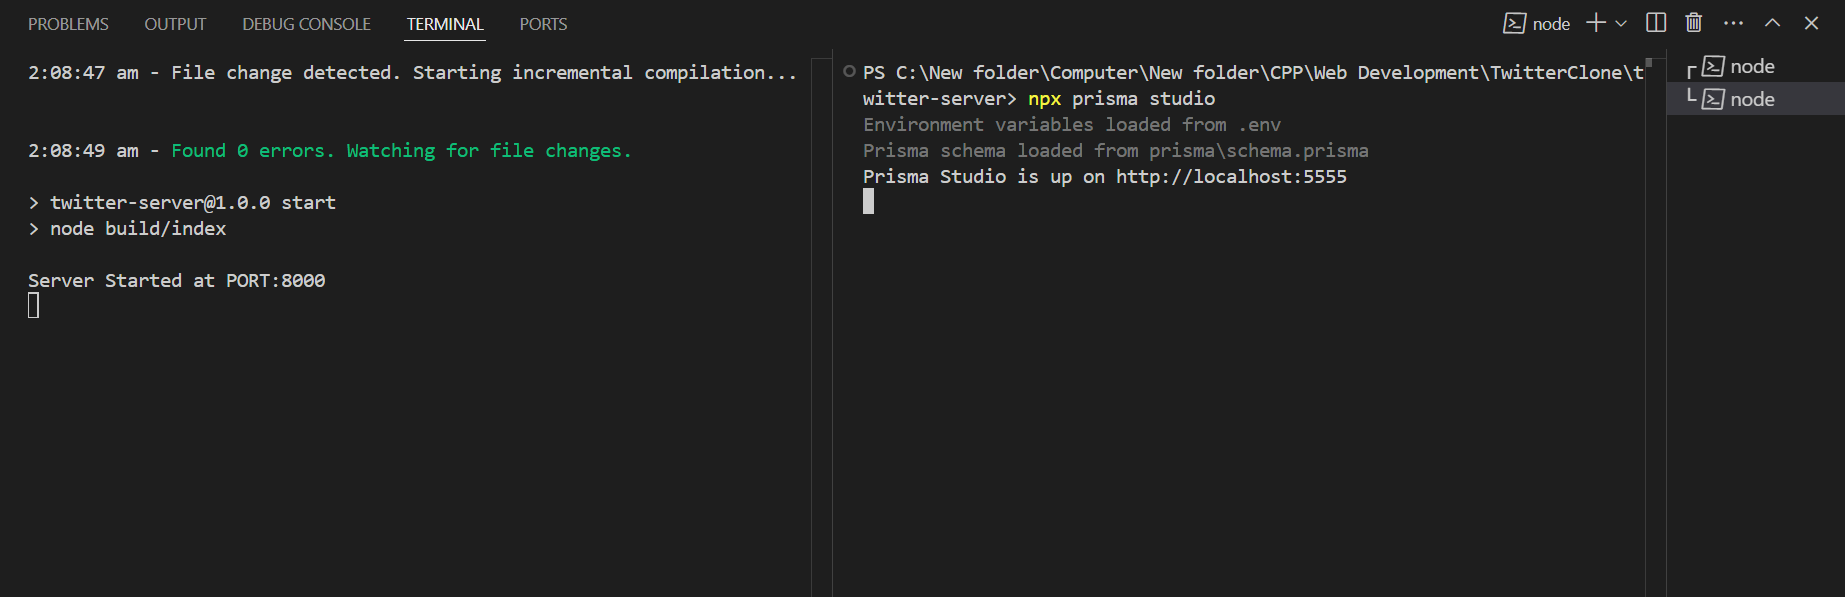 PROBLEMS OUTPUT DEBUG CONSOLE TERMINAL PORTS
node
2:08:47 am - File change detected. Starting incremental compilation...
2:08:49 am - Found 0 errors. Watching for file changes.
> twitter-server@1.0.0 start
> node build/index
Server Started at PORT:8000
PS C:\New folder\Computer\New folder\CPP\Web Development\TwitterClone\t
witter-server> npx prisma studio
Environment variables loaded from .env
Prisma schema loaded from prisma\schema.prisma
Prisma Studio is up on http://localhost:5555
node
node